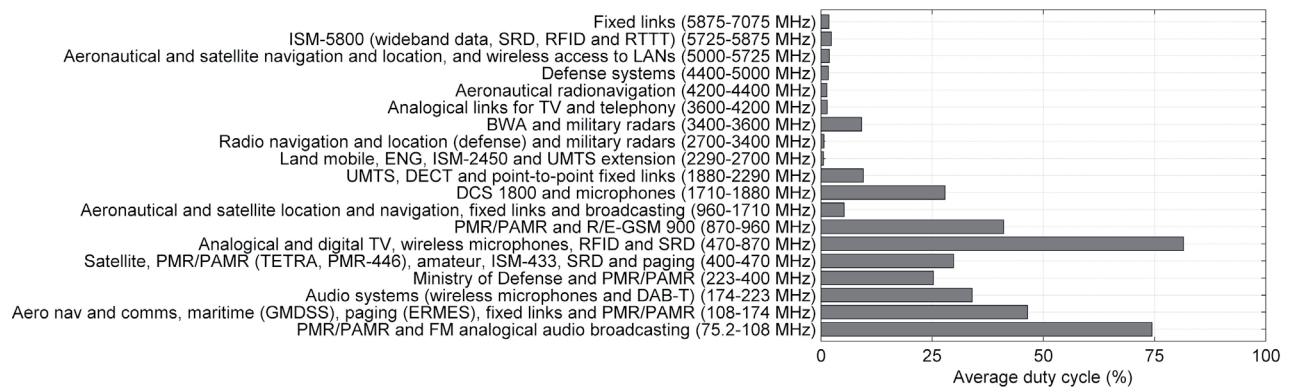 Fixed links (5875-7075 MHz)
ISM-5800 (wideband data, SRD, RFID and RTTT) (5725-5875 MHz)
Aeronautical and satellite navigation and location, and wireless access to LANs (5000-5725 MHz)
Defense systems (4400-5000 MHz)
Aeronautical radionavigation (4200-4400 MHz)
Analogical links for TV and telephony (3600-4200 MHz)
BWA and military radars (3400-3600 MHz)
Radio navigation and location (defense) and military radars (2700-3400 MHz)
Land mobile, ENG, ISM-2450 and UMTS extension (2290-2700 MHz)
UMTS, DECT and point-to-point fixed links (1880-2290 MHz)
DCS 1800 and microphones (1710-1880 MHz)
Aeronautical and satellite location and navigation, fixed links and broadcasting (960-1710 MHz)
PMR/PAMR and R/E-GSM 900 (870-960 MHz)
Analogical and digital TV, wireless microphones, RFID and SRD (470-870 MHz)
Satellite, PMR/PAMR (TETRA, PMR-446), amateur, ISM-433, SRD and paging (400-470 MHz)
Ministry of Defense and PMR/PAMR (223-400 MHz)
Audio systems (wireless microphones and DAB-T) (174-223 MHz)
Aero nav and comms, maritime (GMDSS), paging (ERMES), fixed links and PMR/PAMR (108-174 MHz)
PMR/PAMR and FM analogical audio broadcasting (75.2-108 MHz)
0 25 50 75 100
Average duty cycle (%)